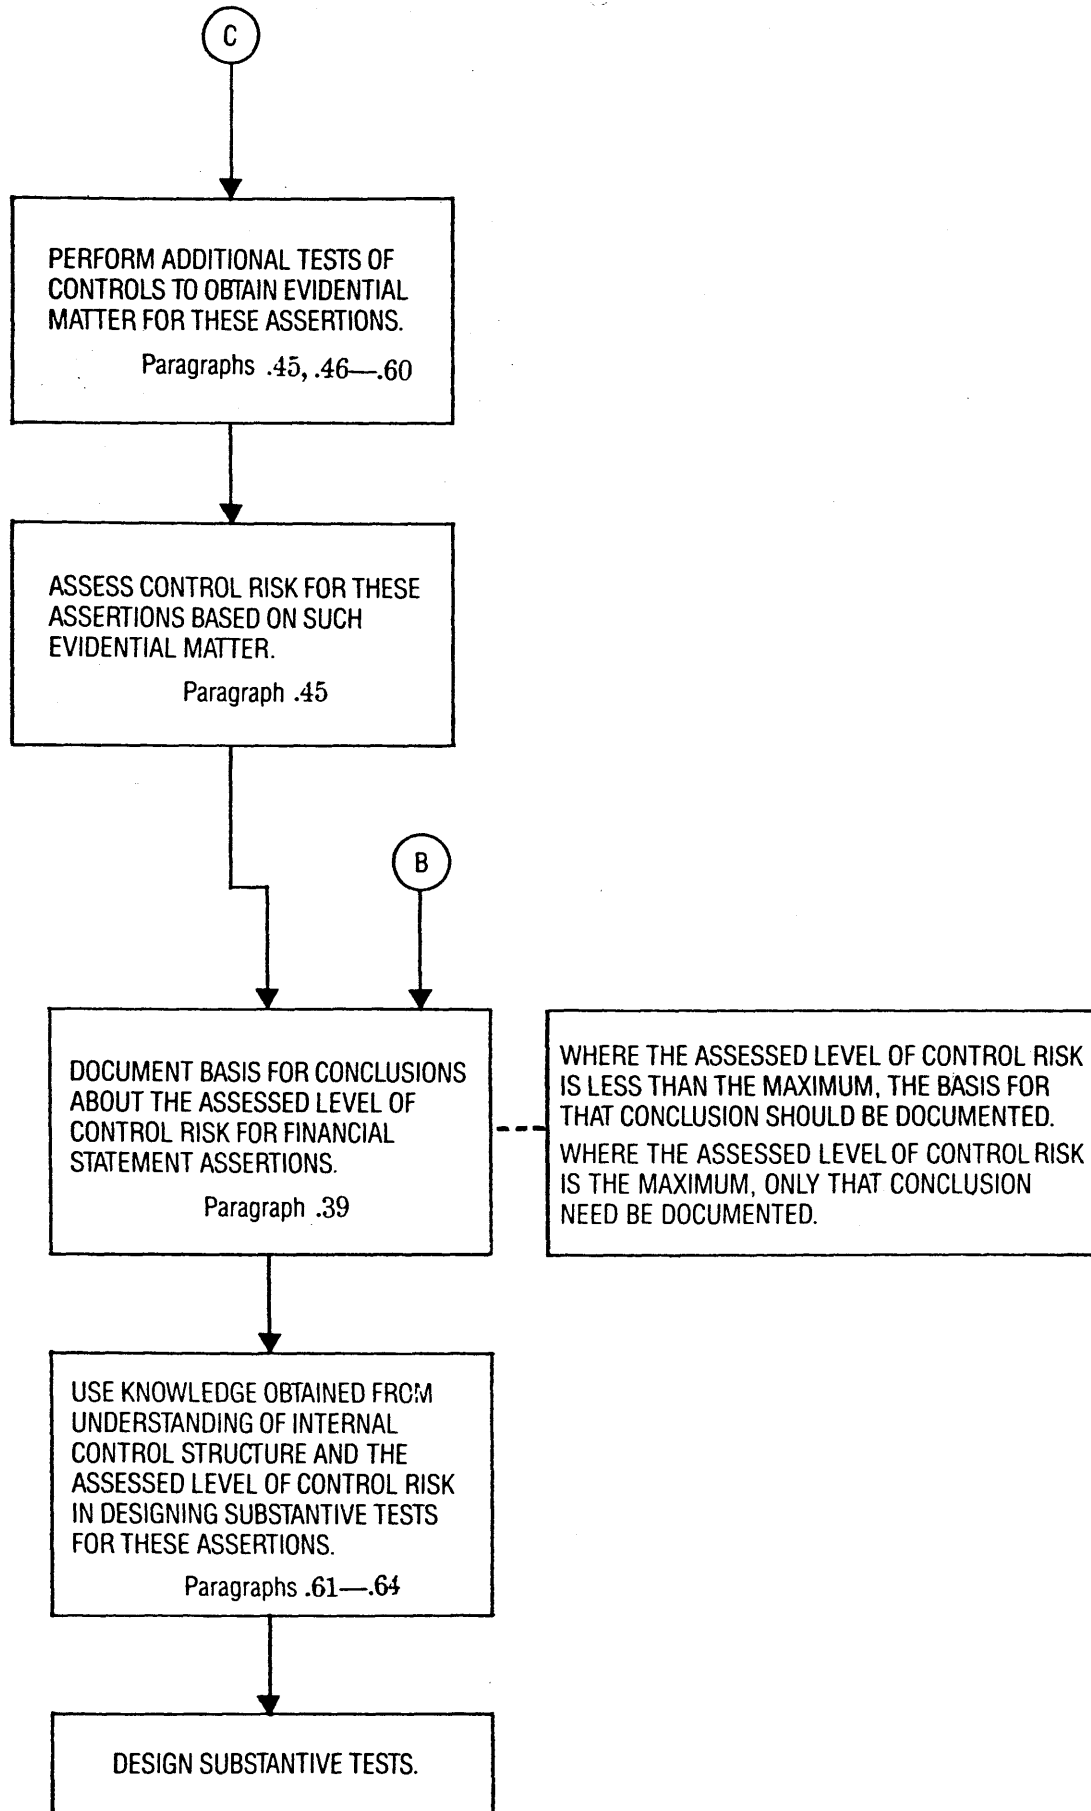 C
PERFORM ADDITIONAL TESTS OF
CONTROLS TO OBTAIN EVIDENTIAL
MATTER FOR THESE ASSERTIONS.
Paragraphs .45, .46—.60
ASSESS CONTROL RISK FOR THESE
ASSERTIONS BASED ON SUCH
EVIDENTIAL MATTER.
Paragraph .45
B
DOCUMENT BASIS FOR CONCLUSIONS
ABOUT THE ASSESSED LEVEL OF
CONTROL RISK FOR FINANCIAL
STATEMENT ASSERTIONS.
Paragraph .39
WHERE THE ASSESSED LEVEL OF CONTROL RISK
IS LESS THAN THE MAXIMUM, THE BASIS FOR
THAT CONCLUSION SHOULD BE DOCUMENTED.
WHERE THE ASSESSED LEVEL OF CONTROL RISK
IS THE MAXIMUM, ONLY THAT CONCLUSION
NEED BE DOCUMENTED.
USE KNOWLEDGE OBTAINED FROM
UNDERSTANDING OF INTERNAL
CONTROL STRUCTURE AND THE
ASSESSED LEVEL OF CONTROL RISK
IN DESIGNING SUBSTANTIVE TESTS
FOR THESE ASSERTIONS.
Paragraphs .61—.64
DESIGN SUBSTANTIVE TESTS.